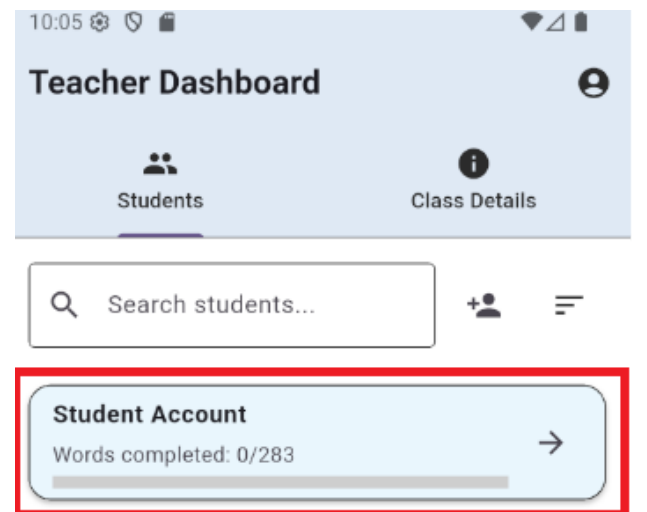 10:05
Teacher Dashboard
Students
Class Details
Search students...
Student Account
Words completed: 0/283